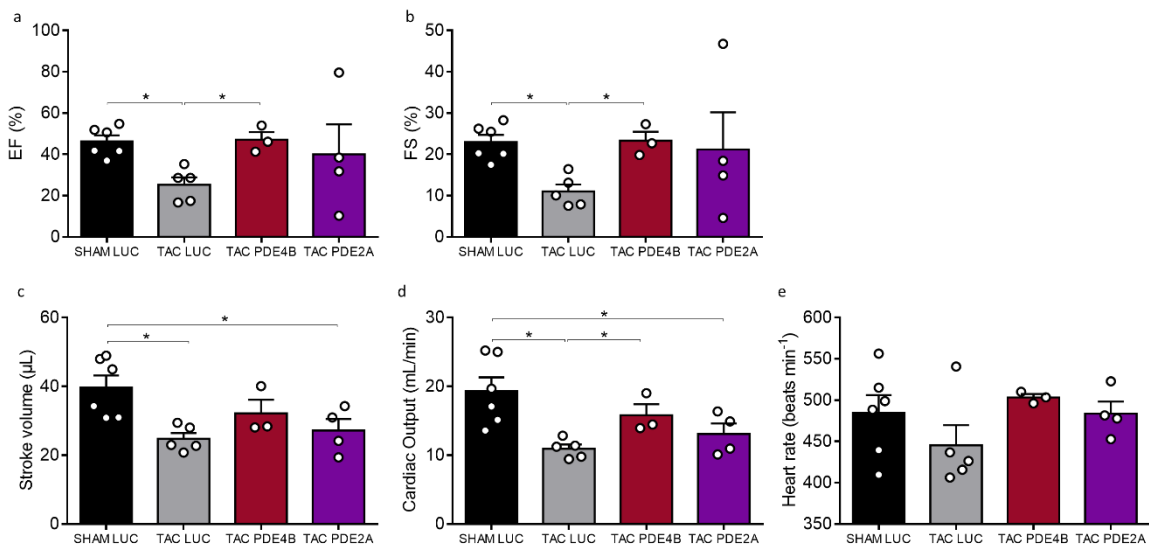 a
EF (%)
100
80
60
40
20
0
* *
SHAM LUC TAC LUC TAC PDE4B TAC PDE2A
b
FS (%)
50
40
30
20
10
0
* *
SHAM LUC TAC LUC TAC PDE4B TAC PDE2A
c
Stroke volume (µL)
60
40
20
0
*
*
SHAM LUC TAC LUC TAC PDE4B TAC PDE2A
d
Cardiac Output (mL/min)
30
20
10
0
*
* *
SHAM LUC TAC LUC TAC PDE4B TAC PDE2A
e
Heart rate (beats min⁻¹)
600
550
500
450
400
350
SHAM LUC TAC LUC TAC PDE4B TAC PDE2A